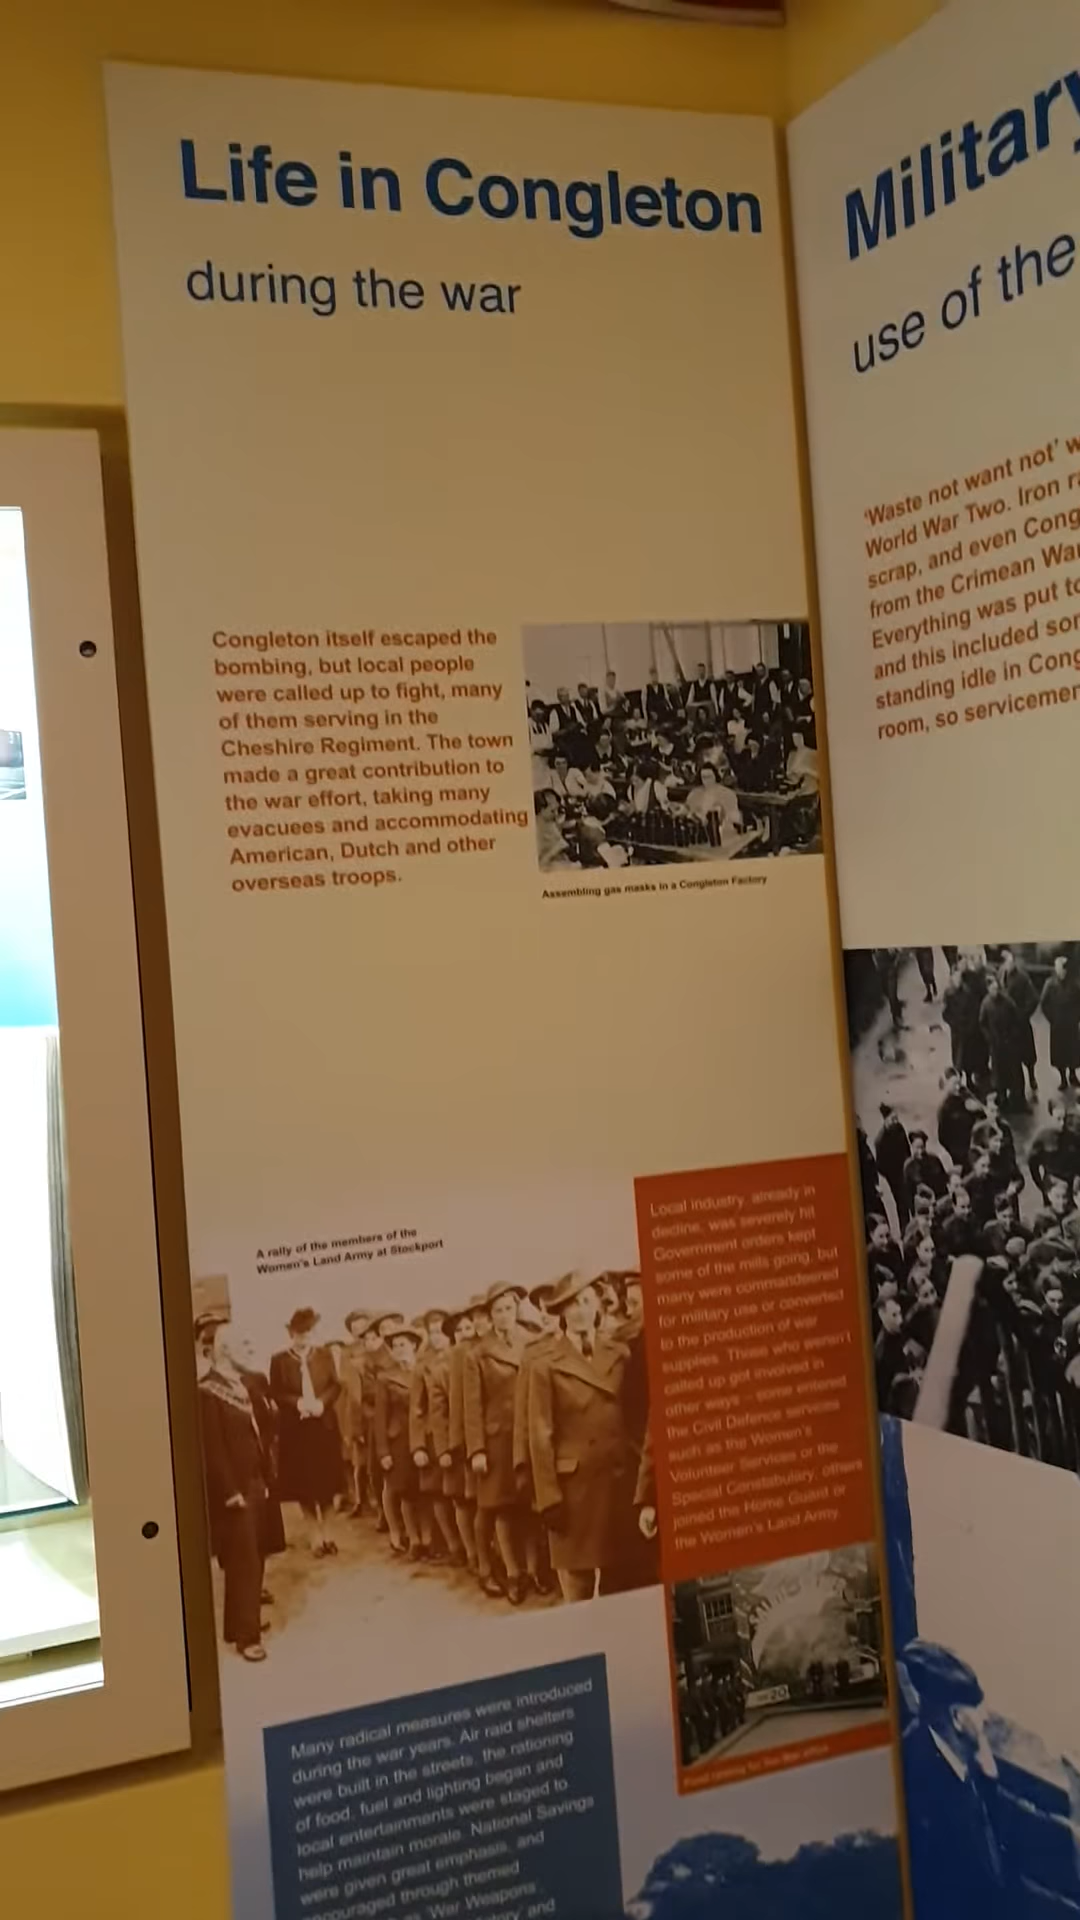 Life in Congleton
during the war
Congleton itself escaped the
bombing, but local people
were called up to fight, many
of them serving in the
Cheshire Regiment. The town
made a great contribution to
the war effort, taking many
evacuees and accommodating
American, Dutch and other
overseas troops.
Assembling gas masks in a Congleton Factory
A rally of the members of the
Women's Land Army at Stockport
Local industry, already in
decline, was severely hit.
Government orders kept
some of the mills going, but
many were commandeered
for military use or converted
to the production of war
supplies. Those who weren't
called up got involved in
other ways – some entered
the Civil Defence services
such as the Women's
Volunteer Services or the
Special Constabulary, others
joined the Home Guard or
the Women's Land Army.
Many radical measures were introduced
during the war years. Air raid shelters
were built in the streets, the rationing
of food, fuel and lighting began and
local entertainments were staged to
help maintain morale. National Savings
were given great emphasis, and
encouraged through themed
'War Weapons'
and
Military
use of the
'Waste not want not'
World War Two. Iron
scrap, and even
from the Crimean
Everything was put to
and this included
standing idle in
room, so